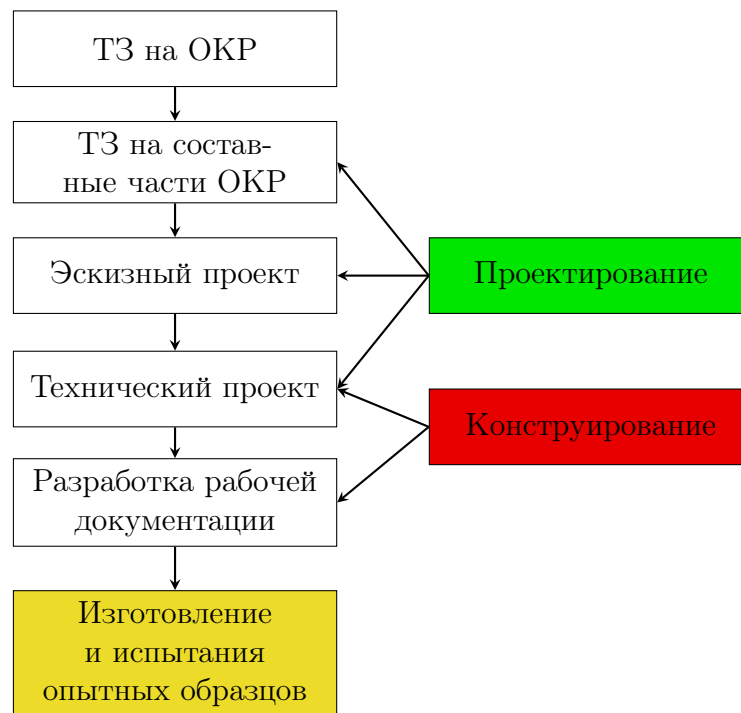 ТЗ на ОКР
ТЗ на состав-
ные части ОКР
Эскизный проект
Проектирование
Технический проект
Конструирование
Разработка рабочей
документации
Изготовление
и испытания
опытных образцов